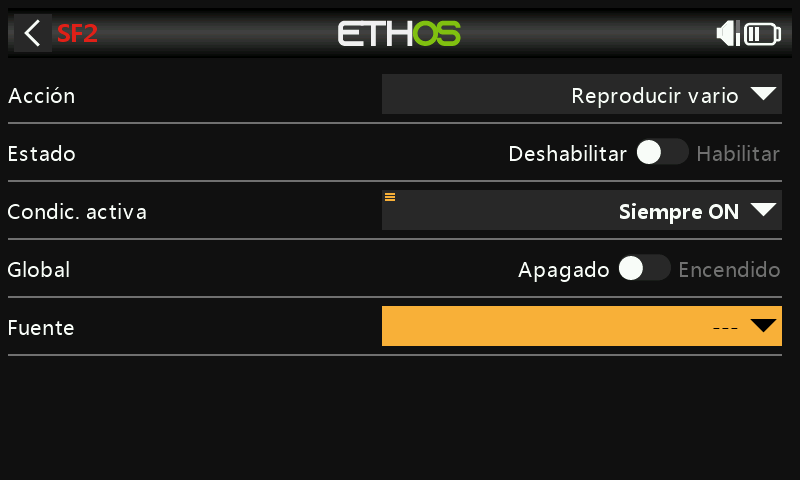 SF2
ETHOS
Acción
Reproducir vario
Estado
Deshabilitar Habilitar
Condic. activa
Siempre ON
Global
Apagado Encendido
Fuente
---